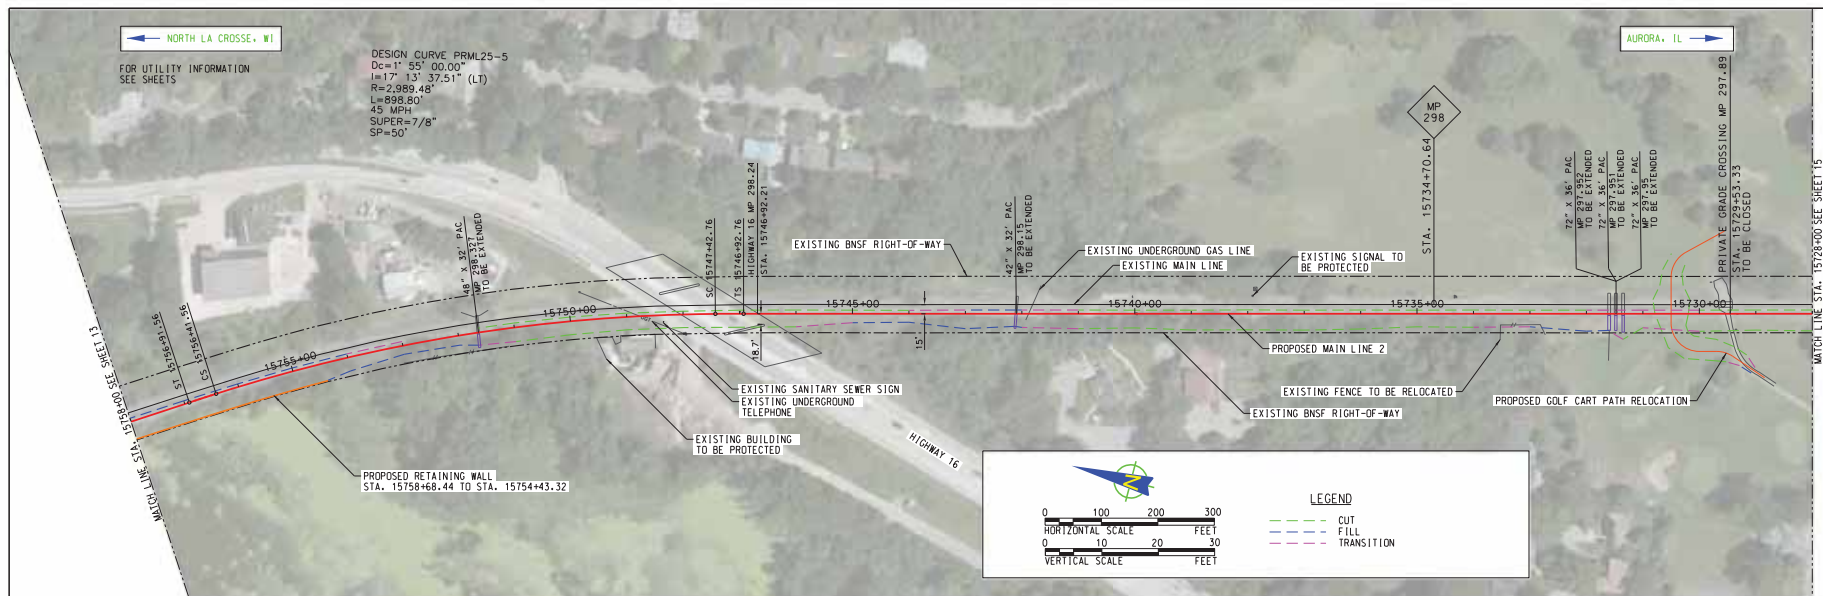 NORTH LA CROSSE, WI
FOR UTILITY INFORMATION
SEE SHEETS
DESIGN CURVE PRML25-5
Dc=1° 55' 00.00"
I=17° 13' 37.51" (LT)
R=2,989.48'
L=898.80'
45 MPH
SUPER=7/8"
SP=50'
AURORA, IL
MP
298
STA. 15734+70.64
PRIVATE GRADE CROSSING MP 297.89
STA. 15729+53.33
TO BE CLOSED
72" X 36' PAC
MP 297.952
TO BE EXTENDED
72" X 36' PAC
MP 297.951
TO BE EXTENDED
72" X 36' PAC
MP 297.95
TO BE EXTENDED
MATCH LINE STA. 15728+00 SEE SHEET 15
48" X 32' PAC
MP 298.327
TO BE EXTENDED
SC 15747+42.76
TS 15746+92.76
HIGHWAY 16 MP 298.24
STA. 15746+92.21
42" X 32' PAC
MP 298.15
TO BE EXTENDED
EXISTING BNSF RIGHT-OF-WAY
EXISTING UNDERGROUND GAS LINE
EXISTING MAIN LINE
EXISTING SIGNAL TO
BE PROTECTED
15755+00
15750+00
15745+00
15740+00
15735+00
15730+00
ST 15756+91.56
CS 15756+41.56
18.7'
15'
PROPOSED MAIN LINE 2
EXISTING SANITARY SEWER SIGN
EXISTING UNDERGROUND
TELEPHONE
EXISTING FENCE TO BE RELOCATED
EXISTING BNSF RIGHT-OF-WAY
PROPOSED GOLF CART PATH RELOCATION
EXISTING BUILDING
TO BE PROTECTED
HIGHWAY 16
PROPOSED RETAINING WALL
STA. 15758+68.44 TO STA. 15754+43.32
MATCH LINE STA. 15758+00 SEE SHEET 13
N
0 100 200 300
HORIZONTAL SCALE FEET
0 10 20 30
VERTICAL SCALE FEET
LEGEND
CUT
FILL
TRANSITION